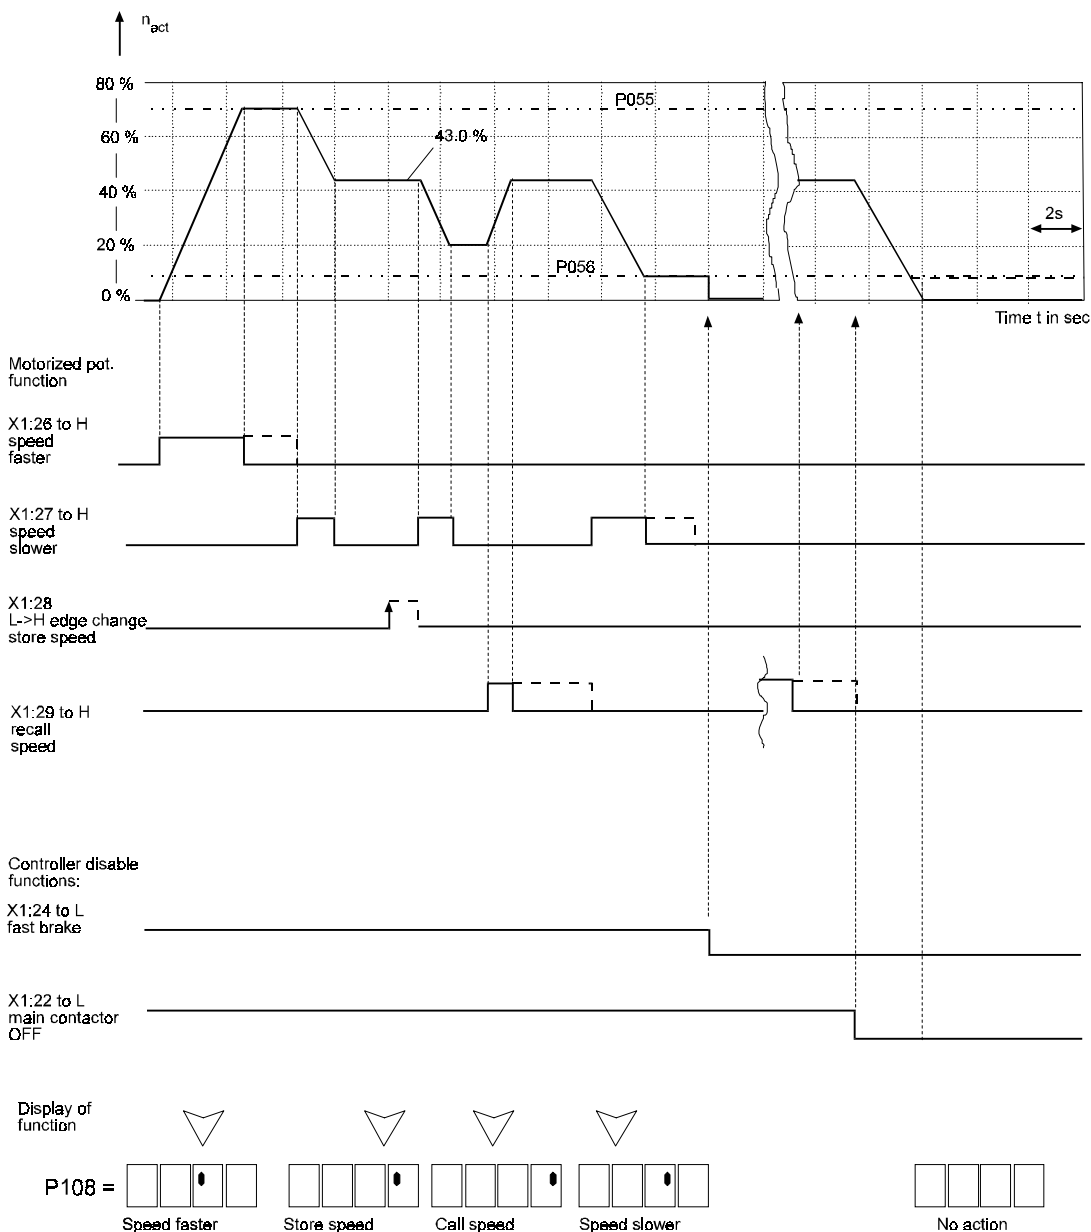 n act
80 %
P055
60 %
43.0 %
40 %
2s
20 %
P056
0 %
Time t in sec
Motorized pot.
function
X1:26 to H
speed
faster
X1:27 to H
speed
slower
X1:28
L->H edge change
store speed
X1:29 to H
recall
speed
Controller disable
functions:
X1:24 to L
fast brake
X1:22 to L
main contactor
OFF
Display of
function
P108 =
Speed faster
Store speed
Call speed
Speed slower
No action